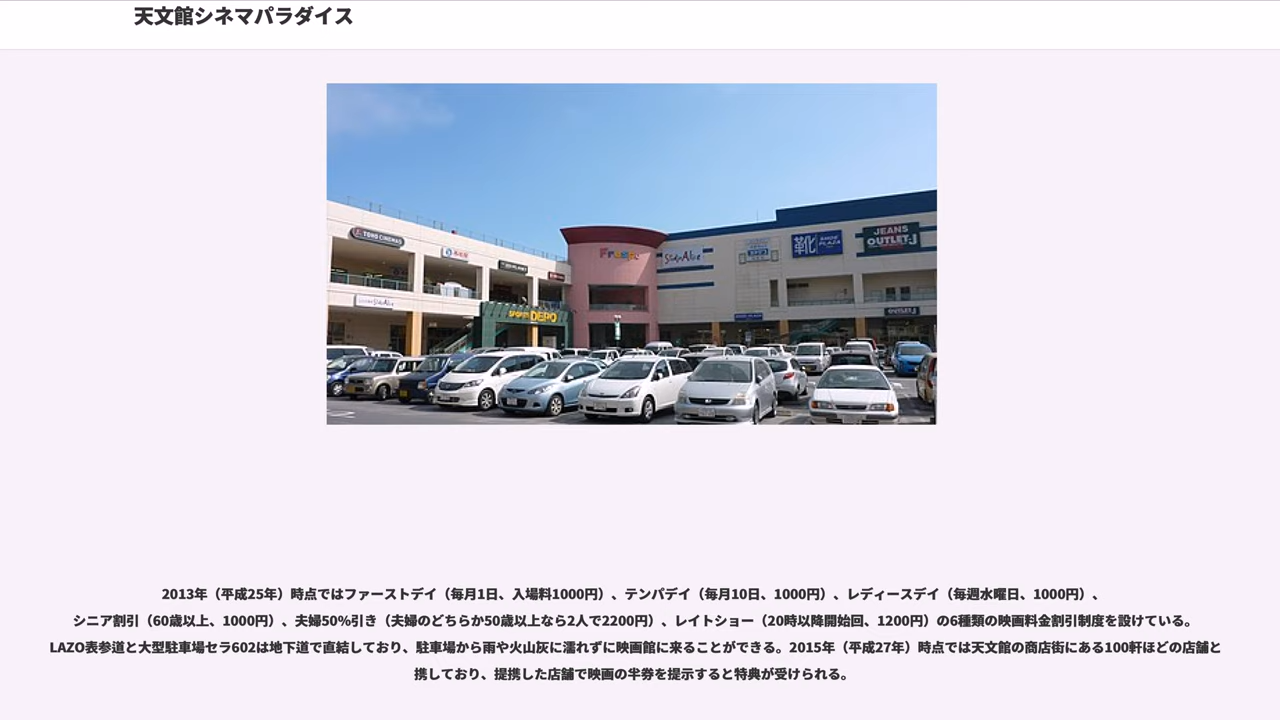 天文館シネマパラダイス
TOHO CINEMAS
JEANS
OUTLET-J
靴
SHOE
PLAZA
SPORTS DEPO
2013年（平成25年）時点ではファーストデイ（毎月1日、入場料1000円）、テンパデイ（毎月10日、1000円）、レディースデイ（毎週水曜日、1000円）、
シニア割引（60歳以上、1000円）、夫婦50%引き（夫婦のどちらか50歳以上なら2人で2200円）、レイトショー（20時以降開始回、1200円）の6種類の映画料金割引制度を設けている。
LAZO表参道と大型駐車場セラ602は地下道で直結しており、駐車場から雨や火山灰に濡れずに映画館に来ることができる。2015年（平成27年）時点では天文館の商店街にある100軒ほどの店舗と
携しており、提携した店舗で映画の半券を提示すると特典が受けられる。